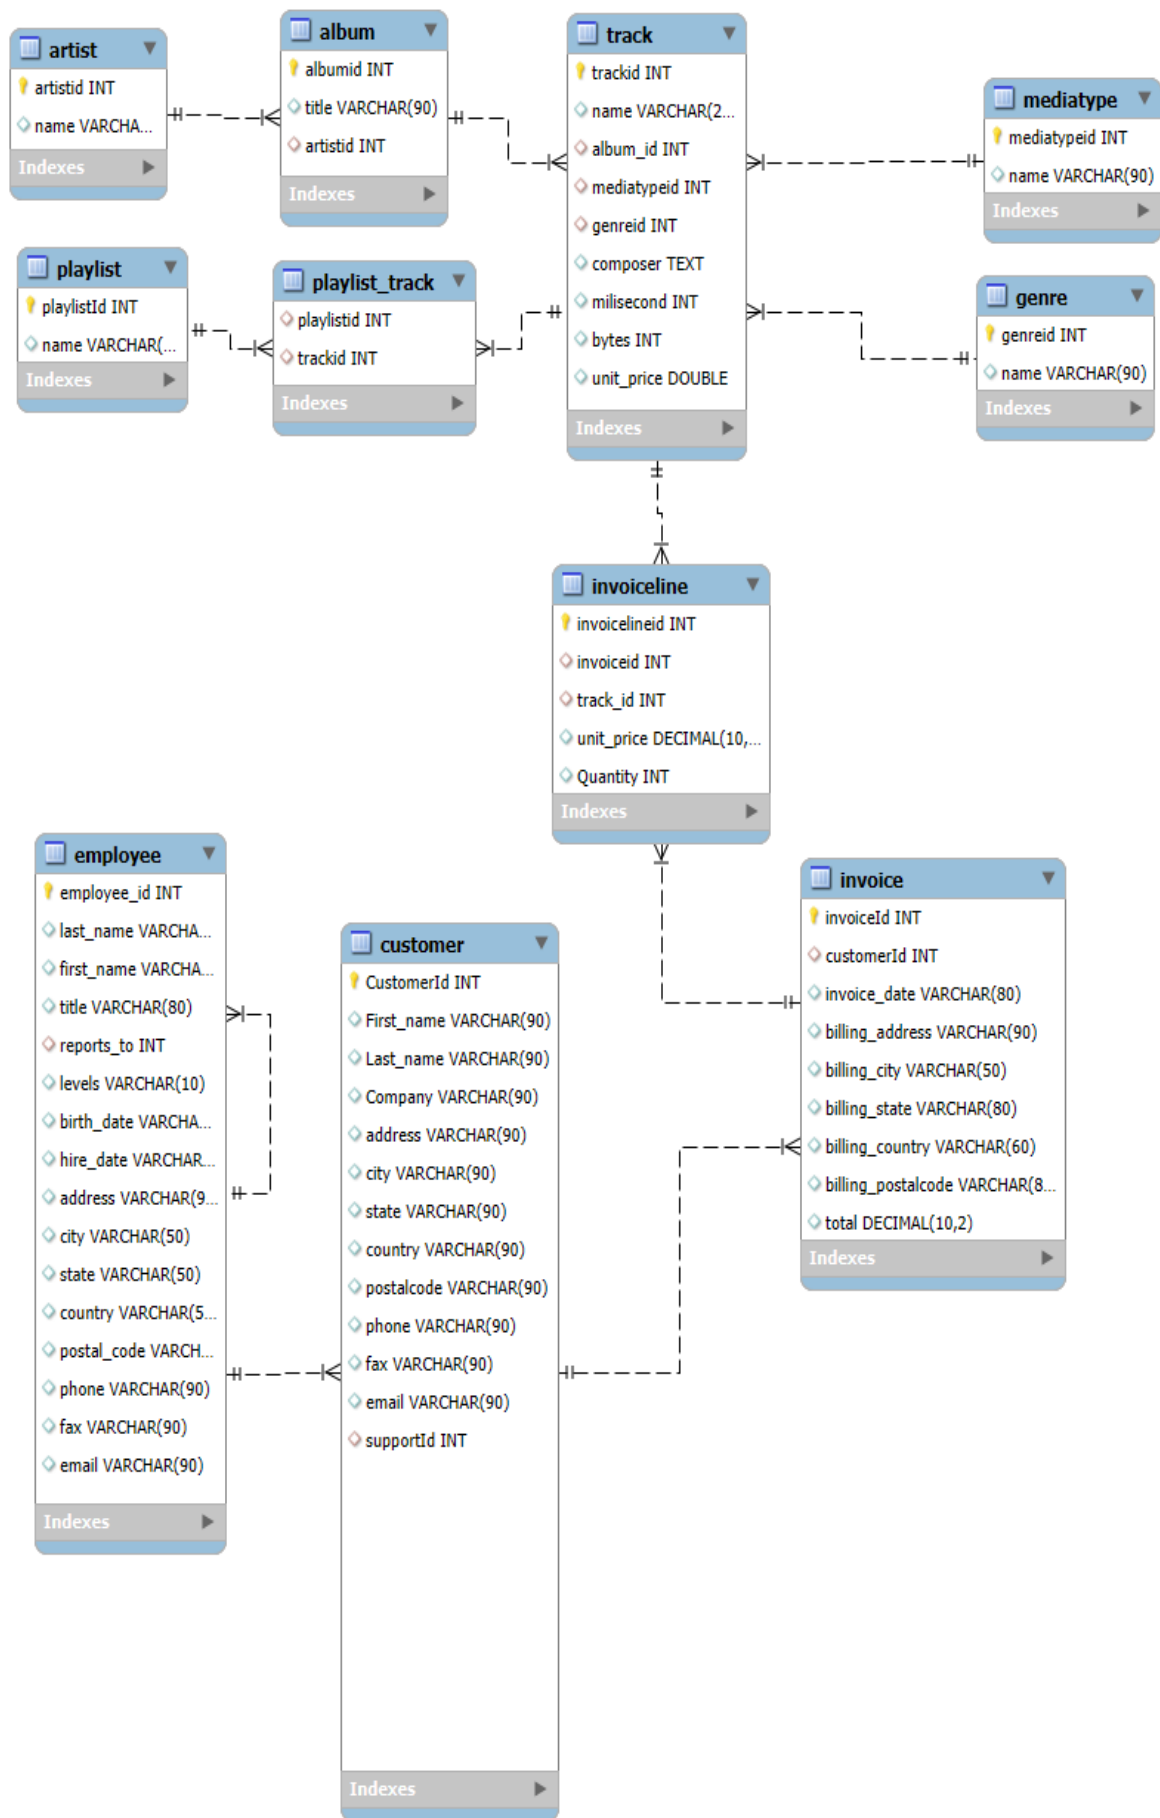 artist
artistid INT
name VARCHA...
Indexes
album
albumid INT
title VARCHAR(90)
artistid INT
Indexes
track
trackid INT
name VARCHAR(2...
album_id INT
mediatypeid INT
genreid INT
composer TEXT
milisecond INT
bytes INT
unit_price DOUBLE
Indexes
mediatype
mediatypeid INT
name VARCHAR(90)
Indexes
playlist
playlistId INT
name VARCHAR(...
Indexes
playlist_track
playlistid INT
trackid INT
Indexes
genre
genreid INT
name VARCHAR(90)
Indexes
invoiceline
invoicelineid INT
invoiceid INT
track_id INT
unit_price DECIMAL(10,...
Quantity INT
Indexes
employee
employee_id INT
last_name VARCHA...
first_name VARCHA...
title VARCHAR(80)
reports_to INT
levels VARCHAR(10)
birth_date VARCHA...
hire_date VARCHAR...
address VARCHAR(9...
city VARCHAR(50)
state VARCHAR(50)
country VARCHAR(5...
postal_code VARCH...
phone VARCHAR(90)
fax VARCHAR(90)
email VARCHAR(90)
Indexes
customer
CustomerId INT
First_name VARCHAR(90)
Last_name VARCHAR(90)
Company VARCHAR(90)
address VARCHAR(90)
city VARCHAR(90)
state VARCHAR(90)
country VARCHAR(90)
postalcode VARCHAR(90)
phone VARCHAR(90)
fax VARCHAR(90)
email VARCHAR(90)
supportId INT
Indexes
invoice
invoiceId INT
customerId INT
invoice_date VARCHAR(80)
billing_address VARCHAR(90)
billing_city VARCHAR(50)
billing_state VARCHAR(80)
billing_country VARCHAR(60)
billing_postalcode VARCHAR(8...
total DECIMAL(10,2)
Indexes